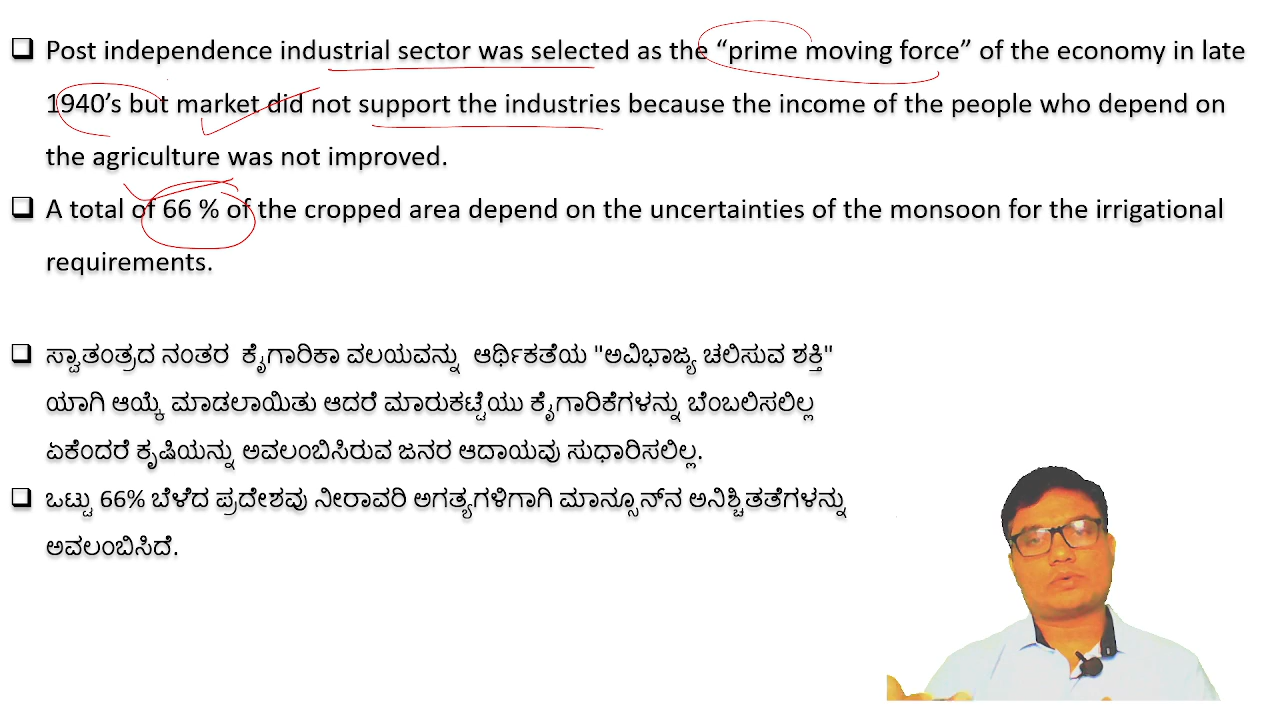 ❑ Post independence industrial sector was selected as the “prime moving force” of the economy in late
1940’s but market did not support the industries because the income of the people who depend on
the agriculture was not improved.
❑ A total of 66 % of the cropped area depend on the uncertainties of the monsoon for the irrigational
requirements.
❑ ಸ್ವಾತಂತ್ರದ ನಂತರ ಕೈಗಾರಿಕಾ ವಲಯವನ್ನು ಆರ್ಥಿಕತೆಯ "ಅವಿಭಾಜ್ಯ ಚಲಿಸುವ ಶಕ್ತಿ"
ಯಾಗಿ ಆಯ್ಕೆ ಮಾಡಲಾಯಿತು ಆದರೆ ಮಾರುಕಟ್ಟೆಯು ಕೈಗಾರಿಕೆಗಳನ್ನು ಬೆಂಬಲಿಸಲಿಲ್ಲ
ಏಕೆಂದರೆ ಕೃಷಿಯನ್ನು ಅವಲಂಬಿಸಿರುವ ಜನರ ಆದಾಯವು ಸುಧಾರಿಸಲಿಲ್ಲ.
❑ ಒಟ್ಟು 66% ಬೆಳೆದ ಪ್ರದೇಶವು ನೀರಾವರಿ ಅಗತ್ಯಗಳಿಗಾಗಿ ಮಾನ್ಸೂನ್‌ನ ಅನಿಶ್ಚಿತತೆಗಳನ್ನು
ಅವಲಂಬಿಸಿದೆ.